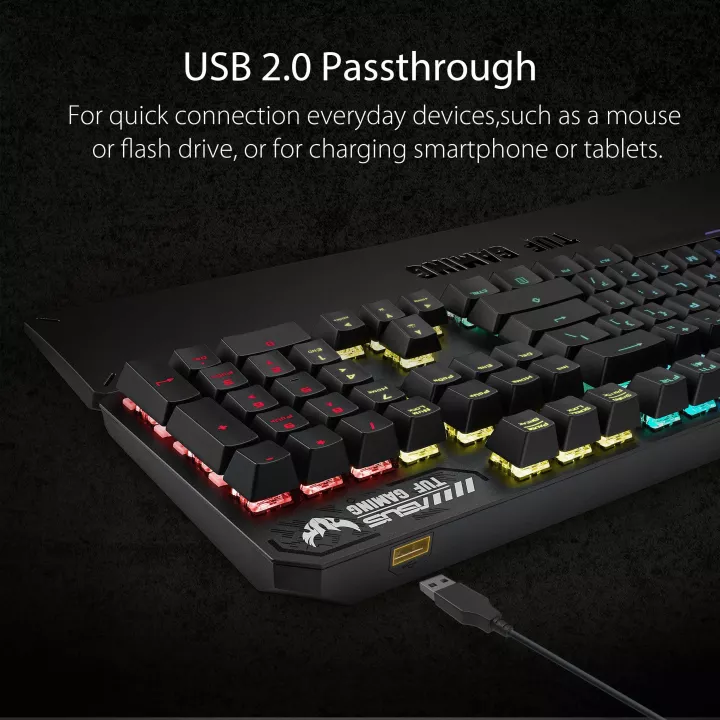 USB 2.0 Passthrough
For quick connection everyday devices,such as a mouse
or flash drive, or for charging smartphone or tablets.
TUF GAMING
/ASUS
TUF GAMING